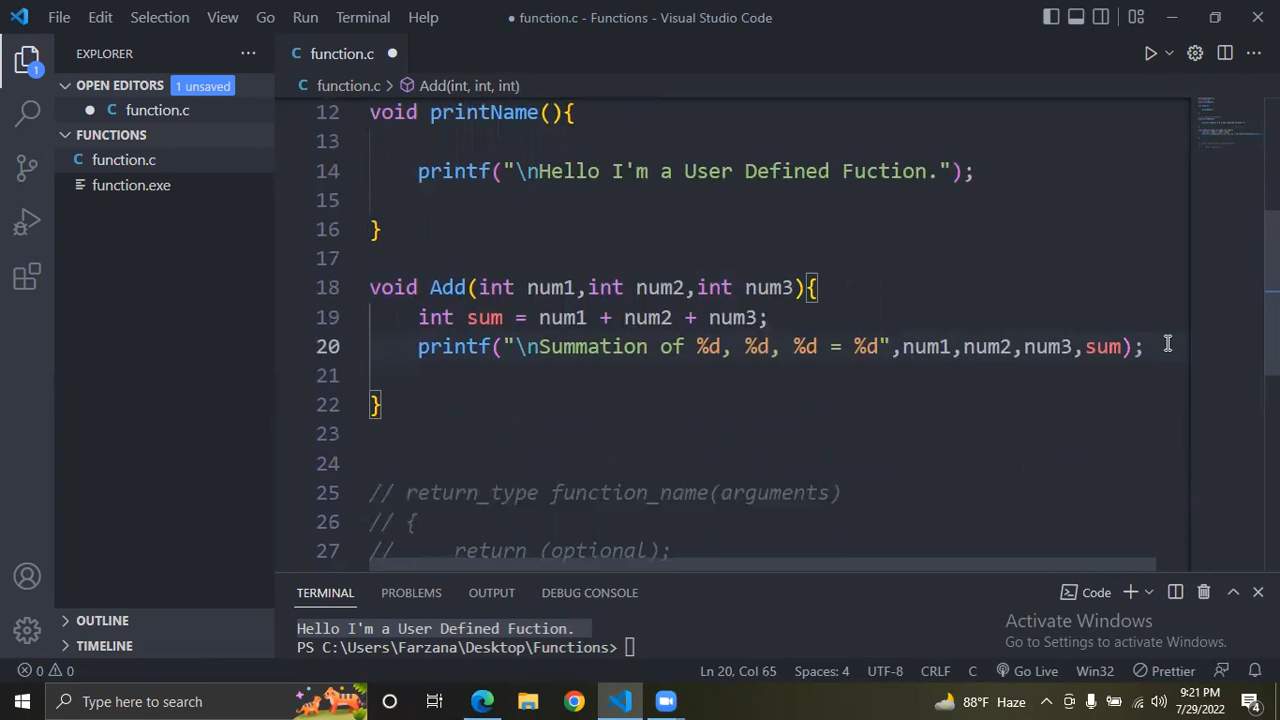 File Edit Selection View Go Run Terminal Help
● function.c - Functions - Visual Studio Code
EXPLORER
OPEN EDITORS 1 unsaved
function.c
FUNCTIONS
function.c
function.exe
OUTLINE
TIMELINE
1
function.c
function.c > Add(int, int, int)
12 void printName(){
13
14 printf("\nHello I'm a User Defined Fuction.");
15
16 }
17
18 void Add(int num1,int num2,int num3){
19 int sum = num1 + num2 + num3;
20 printf("\nSummation of %d, %d, %d = %d",num1,num2,num3,sum);
21
22 }
23
24
25 // return_type function_name(arguments)
26 // {
27 // return (optional);
TERMINAL PROBLEMS OUTPUT DEBUG CONSOLE
Code
Hello I'm a User Defined Fuction.
PS C:\Users\Farzana\Desktop\Functions>
Activate Windows
Go to Settings to activate Windows.
0 0 Ln 20, Col 65 Spaces: 4 UTF-8 CRLF C Go Live Win32 Prettier
Type here to search
88°F Haze
9:21 PM
7/29/2022
4